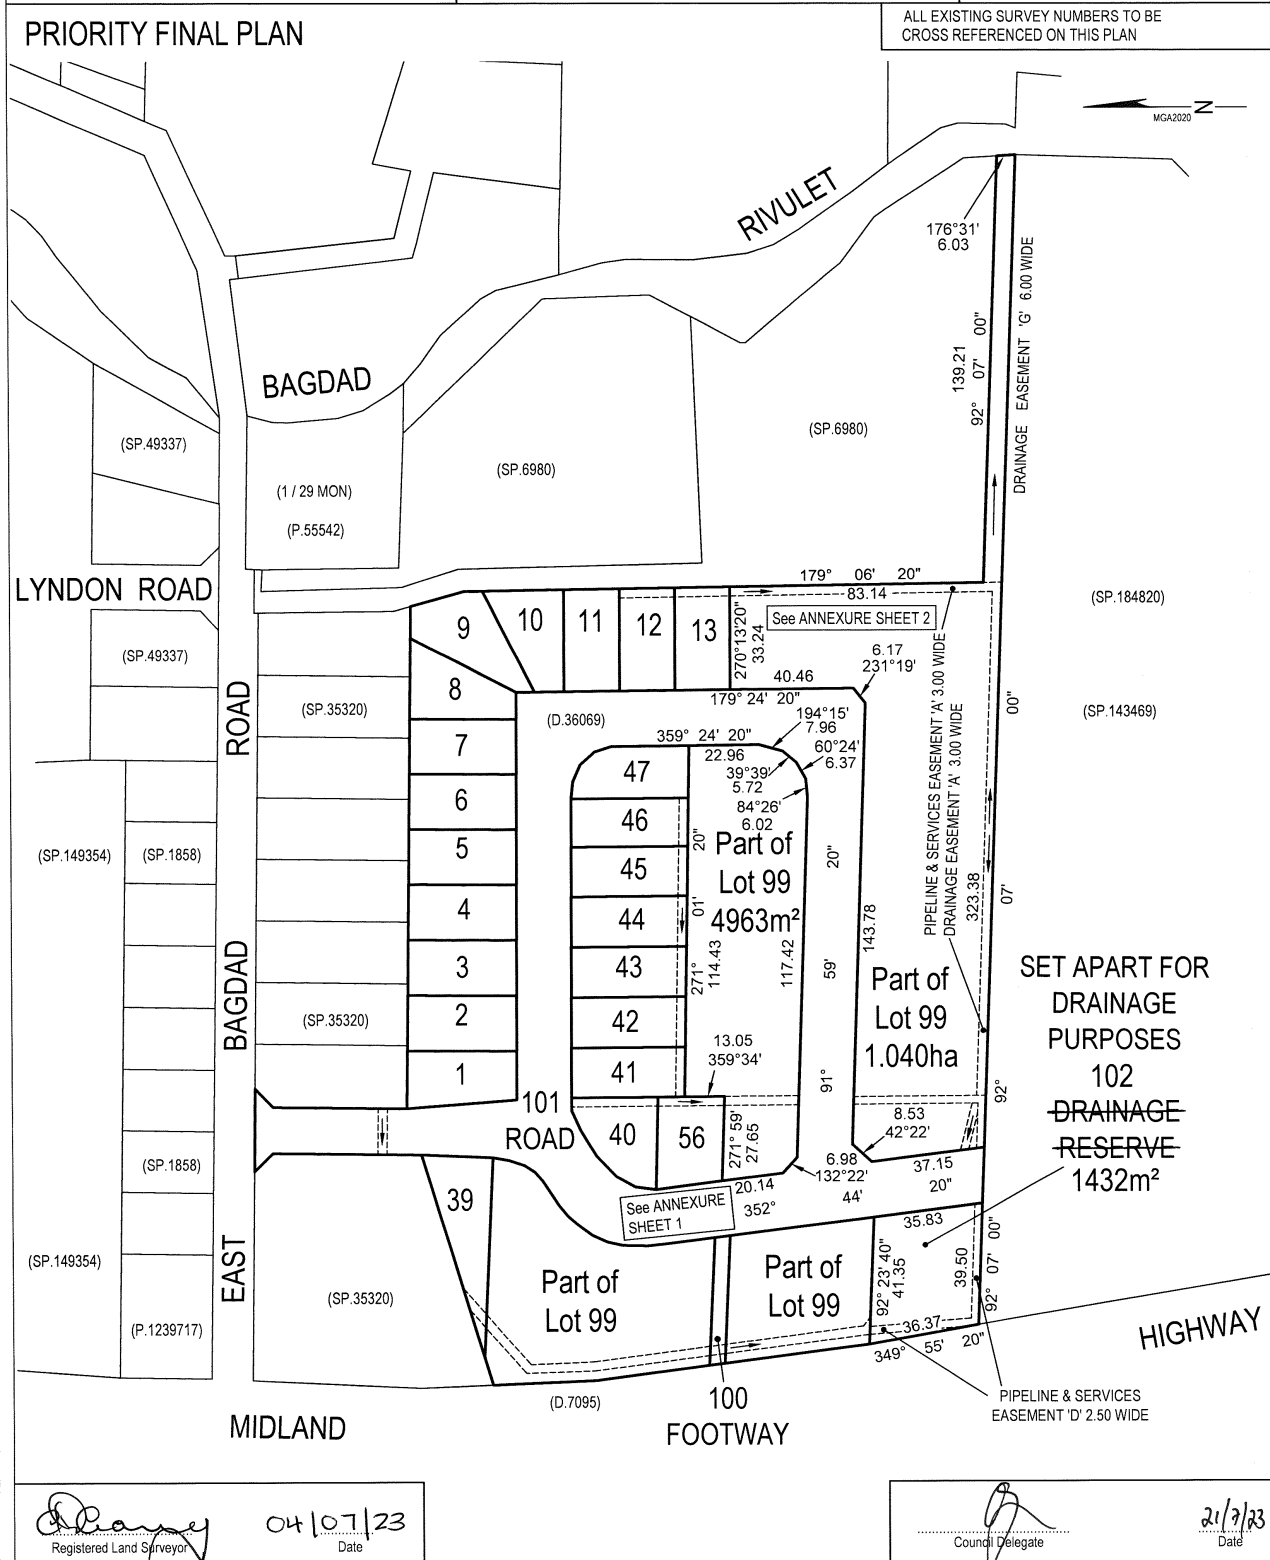 PRIORITY FINAL PLAN
ALL EXISTING SURVEY NUMBERS TO BE
CROSS REFERENCED ON THIS PLAN
N
MGA2020
RIVULET
176°31'
6.03
DRAINAGE EASEMENT 'G' 6.00 WIDE
139.21
92° 07' 00"
BAGDAD
(SP.49337)
(SP.6980)
(SP.6980)
(1 / 29 MON)
(P.55542)
LYNDON ROAD
179° 06' 20"
83.14
See ANNEXURE SHEET 2
(SP.184820)
9
10
11
12
13
270°13'20"
33.24
6.17
231°19'
(SP.49337)
40.46
179° 24' 20"
8
(SP.35320)
(D.36069)
PIPELINE & SERVICES EASEMENT 'A' 3.00 WIDE
DRAINAGE EASEMENT 'A' 3.00 WIDE
(SP.143469)
194°15'
7.96
359° 24' 20"
22.96
60°24'
6.37
39°39'
5.72
84°26'
6.02
7
47
6
46
5
45
4
44
3
43
2
42
1
41
(SP.149354)
(SP.1858)
Part of
Lot 99
4963m²
271° 01' 20"
114.43
117.42
91° 59' 20"
143.78
323.38
92° 07' 00"
EAST BAGDAD ROAD
(SP.35320)
Part of
Lot 99
1.040ha
SET APART FOR
DRAINAGE
PURPOSES
102
DRAINAGE
RESERVE
1432m²
13.05
359°34'
101
ROAD
40
56
271° 59'
27.65
8.53
42°22'
(SP.1858)
6.98
132°22'
37.15
20.14
352° 44' 20"
39
See ANNEXURE
SHEET 1
35.83
(SP.149354)
(SP.35320)
Part of
Lot 99
Part of
Lot 99
92° 23' 40"
41.35
39.50
92° 07' 00"
(P.1239717)
36.37
349° 55' 20"
HIGHWAY
(D.7095)
100
FOOTWAY
PIPELINE & SERVICES
EASEMENT 'D' 2.50 WIDE
MIDLAND
04/07/23
21/7/23
Registered Land Surveyor
Date
Council Delegate
Date